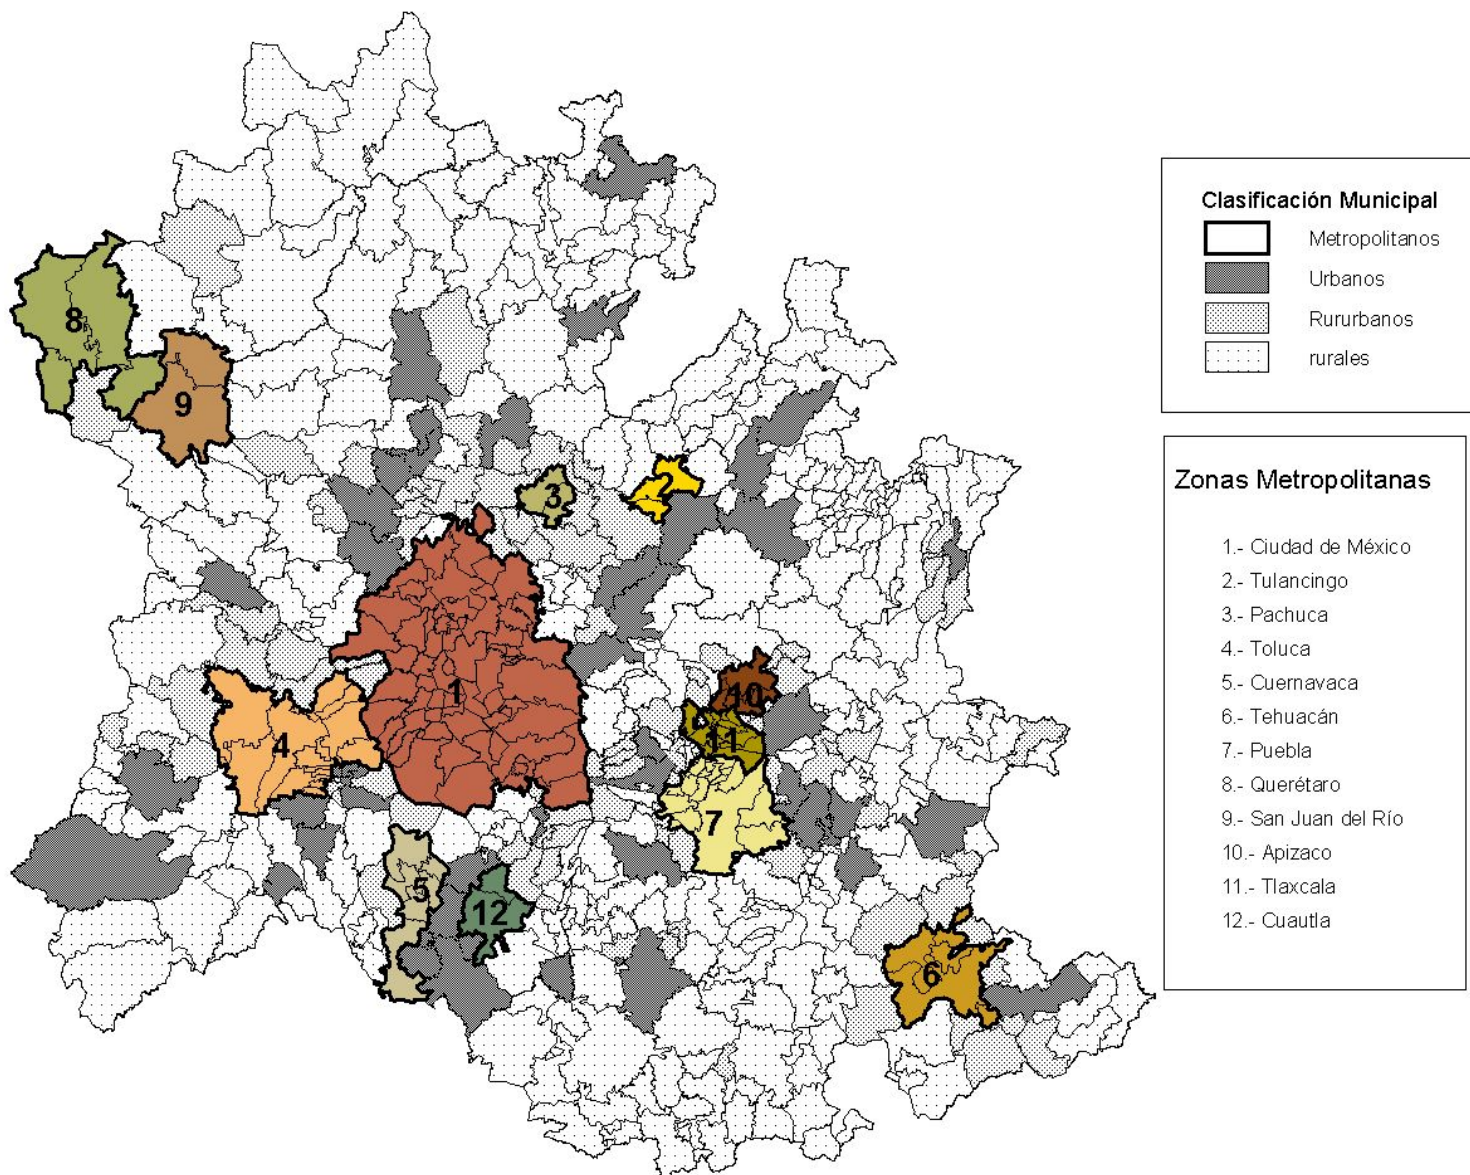 8
9
3
2
1
4
10
11
7
5
12
6
Clasificación Municipal
Metropolitanos
Urbanos
Rururbanos
rurales
Zonas Metropolitanas
1.- Ciudad de México
2.- Tulancingo
3.- Pachuca
4.- Toluca
5.- Cuernavaca
6.- Tehuacán
7.- Puebla
8.- Querétaro
9.- San Juan del Río
10.- Apizaco
11.- Tlaxcala
12.- Cuautla